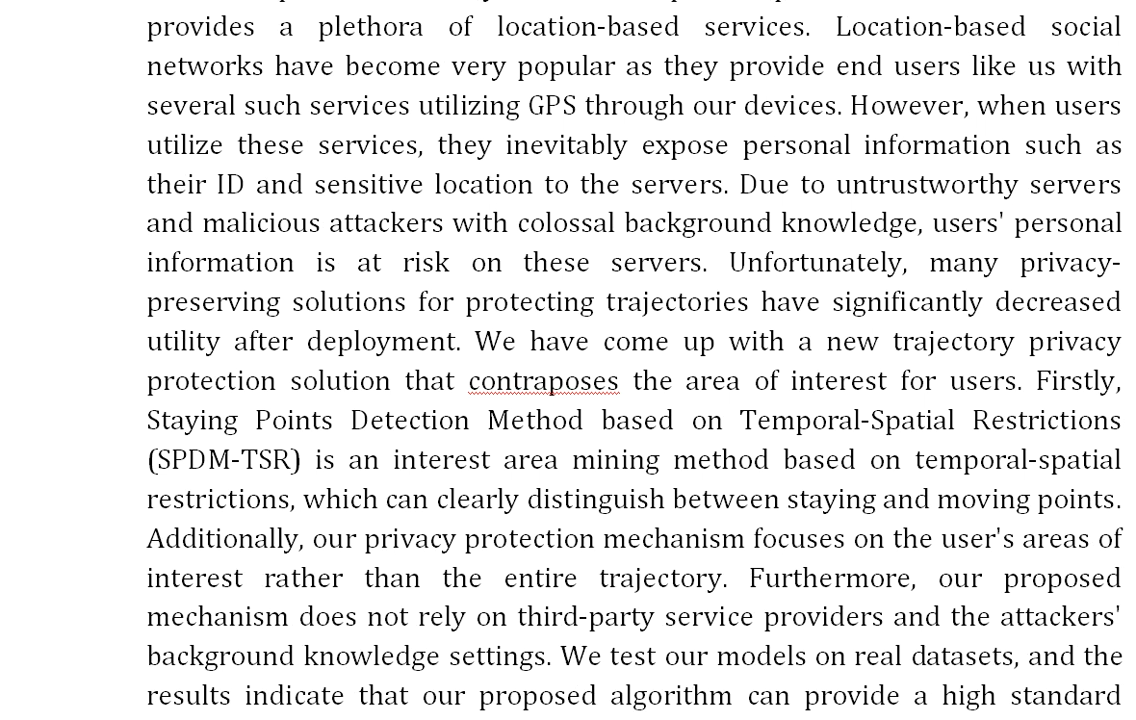 provides a plethora of location-based services. Location-based social
networks have become very popular as they provide end users like us with
several such services utilizing GPS through our devices. However, when users
utilize these services, they inevitably expose personal information such as
their ID and sensitive location to the servers. Due to untrustworthy servers
and malicious attackers with colossal background knowledge, users' personal
information is at risk on these servers. Unfortunately, many privacy-
preserving solutions for protecting trajectories have significantly decreased
utility after deployment. We have come up with a new trajectory privacy
protection solution that contraposes the area of interest for users. Firstly,
Staying Points Detection Method based on Temporal-Spatial Restrictions
(SPDM-TSR) is an interest area mining method based on temporal-spatial
restrictions, which can clearly distinguish between staying and moving points.
Additionally, our privacy protection mechanism focuses on the user's areas of
interest rather than the entire trajectory. Furthermore, our proposed
mechanism does not rely on third-party service providers and the attackers'
background knowledge settings. We test our models on real datasets, and the
results indicate that our proposed algorithm can provide a high standard